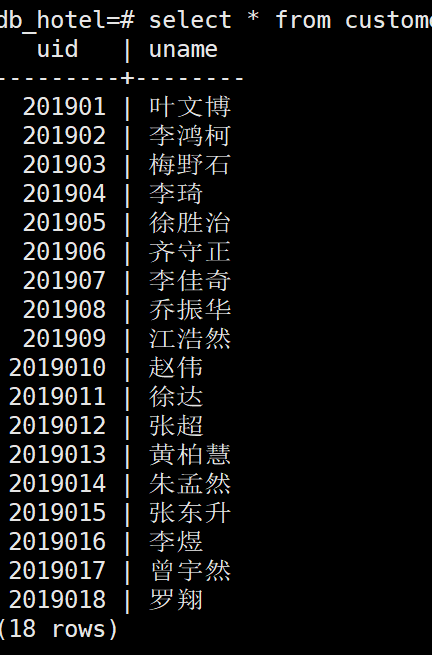 db_hotel=# select * from custome
uid | uname
---------+--------
201901 | 叶文博
201902 | 李鸿柯
201903 | 梅野石
201904 | 李琦
201905 | 徐胜治
201906 | 齐守正
201907 | 李佳奇
201908 | 乔振华
201909 | 江浩然
2019010 | 赵伟
2019011 | 徐达
2019012 | 张超
2019013 | 黄柏慧
2019014 | 朱孟然
2019015 | 张东升
2019016 | 李煜
2019017 | 曾宇然
2019018 | 罗翔
(18 rows)